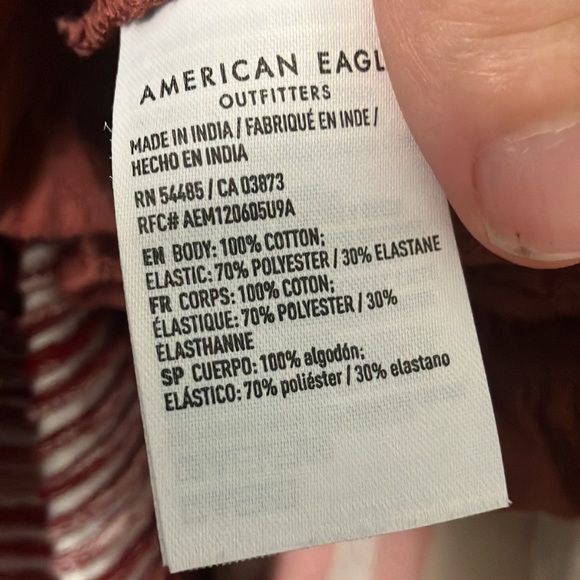 AMERICAN EAGL
OUTFITTERS
MADE IN INDIA / FABRIQUÉ EN INDE /
HECHO EN INDIA
RN 54485 / CA 03873
RFC# AEM120605U9A
EN BODY: 100% COTTON;
ELASTIC: 70% POLYESTER / 30% ELASTANE
FR CORPS: 100% COTON;
ÉLASTIQUE: 70% POLYESTER / 30%
ELASTHANNE
SP CUERPO: 100% algodón;
ELÁSTICO: 70% poliéster / 30% elastano